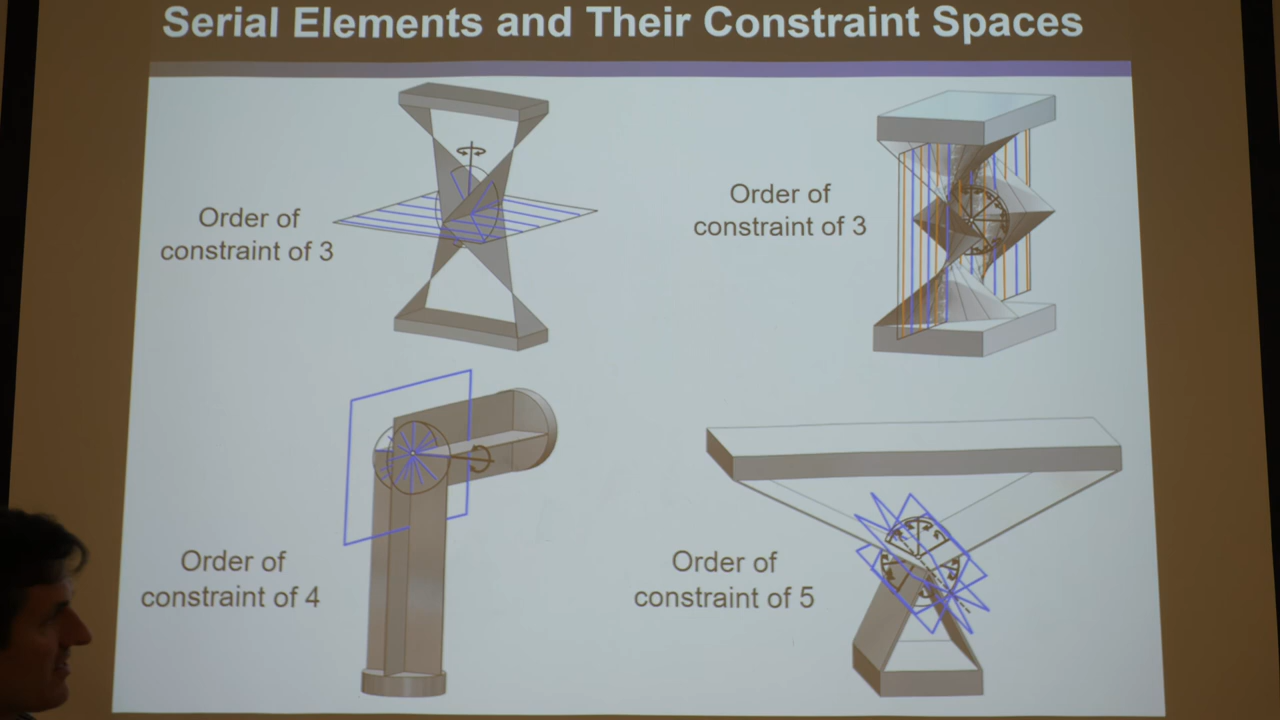 Serial Elements and Their Constraint Spaces
Order of
constraint of 3
Order of
constraint of 3
Order of
constraint of 4
Order of
constraint of 5